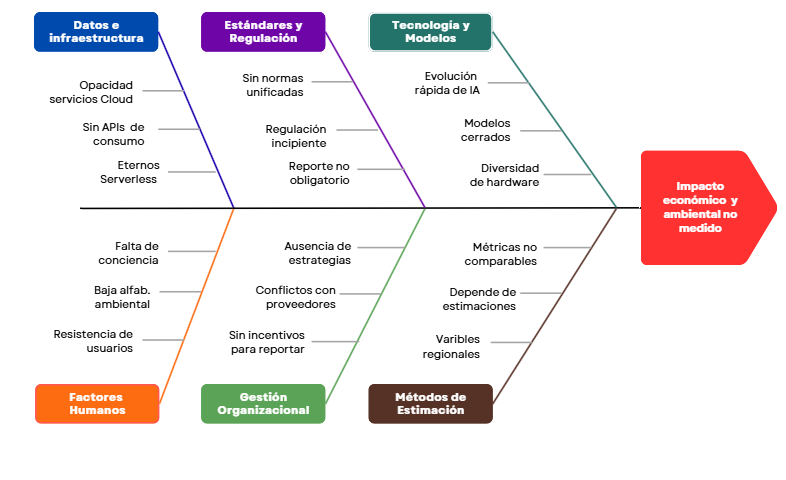 Datos e
infraestructura
Estándares y
Regulación
Tecnología y
Modelos
Opacidad
servicios Cloud
Sin APIs de
consumo
Eternos
Serverless
Sin normas
unificadas
Regulación
incipiente
Reporte no
obligatorio
Evolución
rápida de IA
Modelos
cerrados
Diversidad
de hardware
Impacto
económico y
ambiental no
medido
Falta de
conciencia
Baja alfab.
ambiental
Resistencia de
usuarios
Ausencia de
estrategias
Conflictos con
proveedores
Sin incentivos
para reportar
Métricas no
comparables
Depende de
estimaciones
Varibles
regionales
Factores
Humanos
Gestión
Organizacional
Métodos de
Estimación